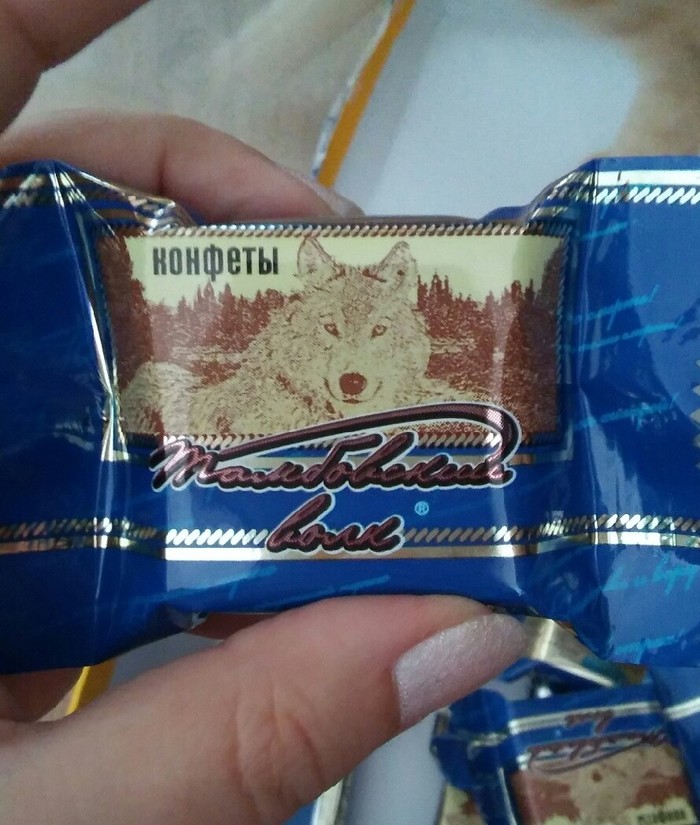 конфеты
Тамбовский
волк ®